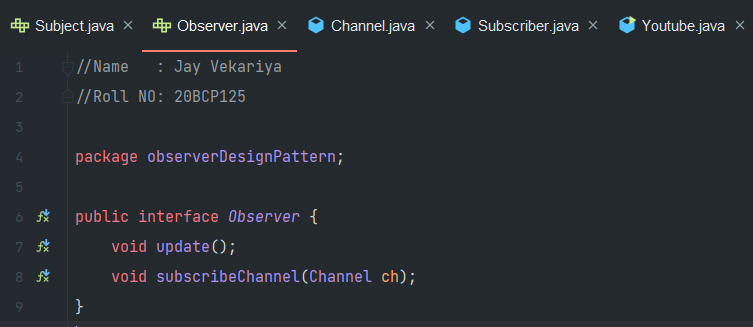 Subject.java × Observer.java × Channel.java × Subscriber.java × Youtube.java ×
1 //Name   : Jay Vekariya
2 //Roll NO: 20BCP125
3
4 package observerDesignPattern;
5
6 public interface Observer {
7     void update();
8     void subscribeChannel(Channel ch);
9 }